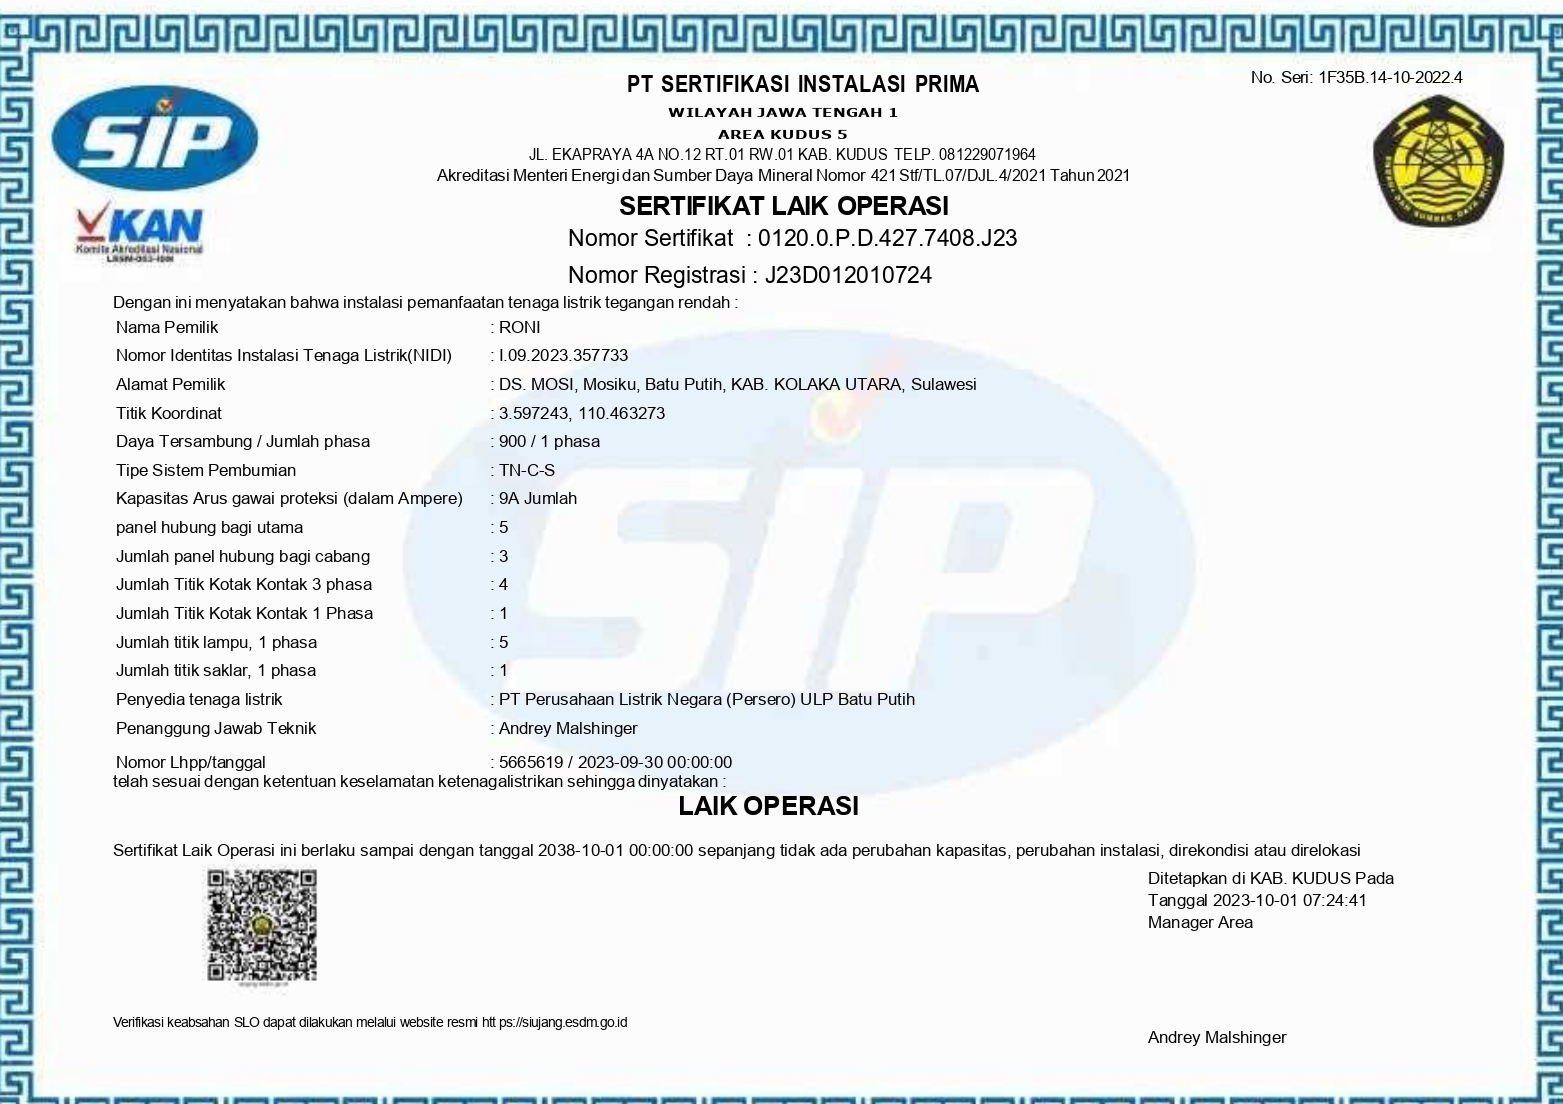 No. Seri: 1F35B.14-10-2022.4
PT SERTIFIKASI INSTALASI PRIMA
WILAYAH JAWA TENGAH 1
AREA KUDUS 5
JL. EKAPRAYA 4A NO.12 RT.01 RW.01 KAB. KUDUS TELP. 081229071964
Akreditasi Menteri Energi dan Sumber Daya Mineral Nomor 421 Stf/TL.07/DJL.4/2021 Tahun 2021
SIP
KAN
Komite Akreditasi Nasional
SERTIFIKAT LAIK OPERASI
Nomor Sertifikat : 0120.0.P.D.427.7408.J23
Nomor Registrasi : J23D012010724
Dengan ini menyatakan bahwa instalasi pemanfaatan tenaga listrik tegangan rendah :
Nama Pemilik : RONI
Nomor Identitas Instalasi Tenaga Listrik(NIDI) : I.09.2023.357733
Alamat Pemilik : DS. MOSI, Mosiku, Batu Putih, KAB. KOLAKA UTARA, Sulawesi
Titik Koordinat : 3.597243, 110.463273
Daya Tersambung / Jumlah phasa : 900 / 1 phasa
Tipe Sistem Pembumian : TN-C-S
Kapasitas Arus gawai proteksi (dalam Ampere) : 9A Jumlah
panel hubung bagi utama : 5
Jumlah panel hubung bagi cabang : 3
Jumlah Titik Kotak Kontak 3 phasa : 4
Jumlah Titik Kotak Kontak 1 Phasa : 1
Jumlah titik lampu, 1 phasa : 5
Jumlah titik saklar, 1 phasa : 1
Penyedia tenaga listrik : PT Perusahaan Listrik Negara (Persero) ULP Batu Putih
Penanggung Jawab Teknik : Andrey Malshinger
Nomor Lhpp/tanggal : 5665619 / 2023-09-30 00:00:00
telah sesuai dengan ketentuan keselamatan ketenagalistrikan sehingga dinyatakan :
SIP
LAIK OPERASI
Sertifikat Laik Operasi ini berlaku sampai dengan tanggal 2038-10-01 00:00:00 sepanjang tidak ada perubahan kapasitas, perubahan instalasi, direkondisi atau direlokasi
Ditetapkan di KAB. KUDUS Pada
Tanggal 2023-10-01 07:24:41
Manager Area
Verifikasi keabsahan SLO dapat dilakukan melalui website resmi htt ps://siujang.esdm.go.id
Andrey Malshinger